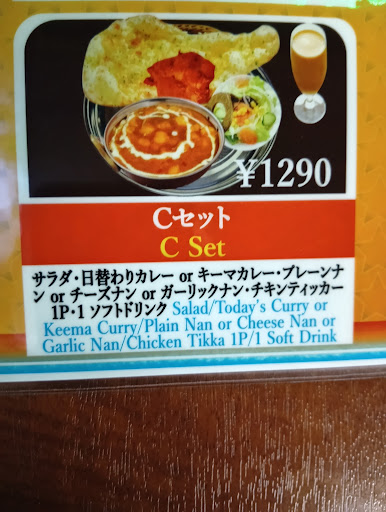 ¥1290
Cセット
C Set
サラダ・日替わりカレー or キーマカレー・プレーンナ
ン or チーズナン or ガーリックナン・チキンティッカー
1P・1 ソフトドリンク Salad/Today's Curry or
Keema Curry/Plain Nan or Cheese Nan or
Garlic Nan/Chicken Tikka 1P/1 Soft Drink